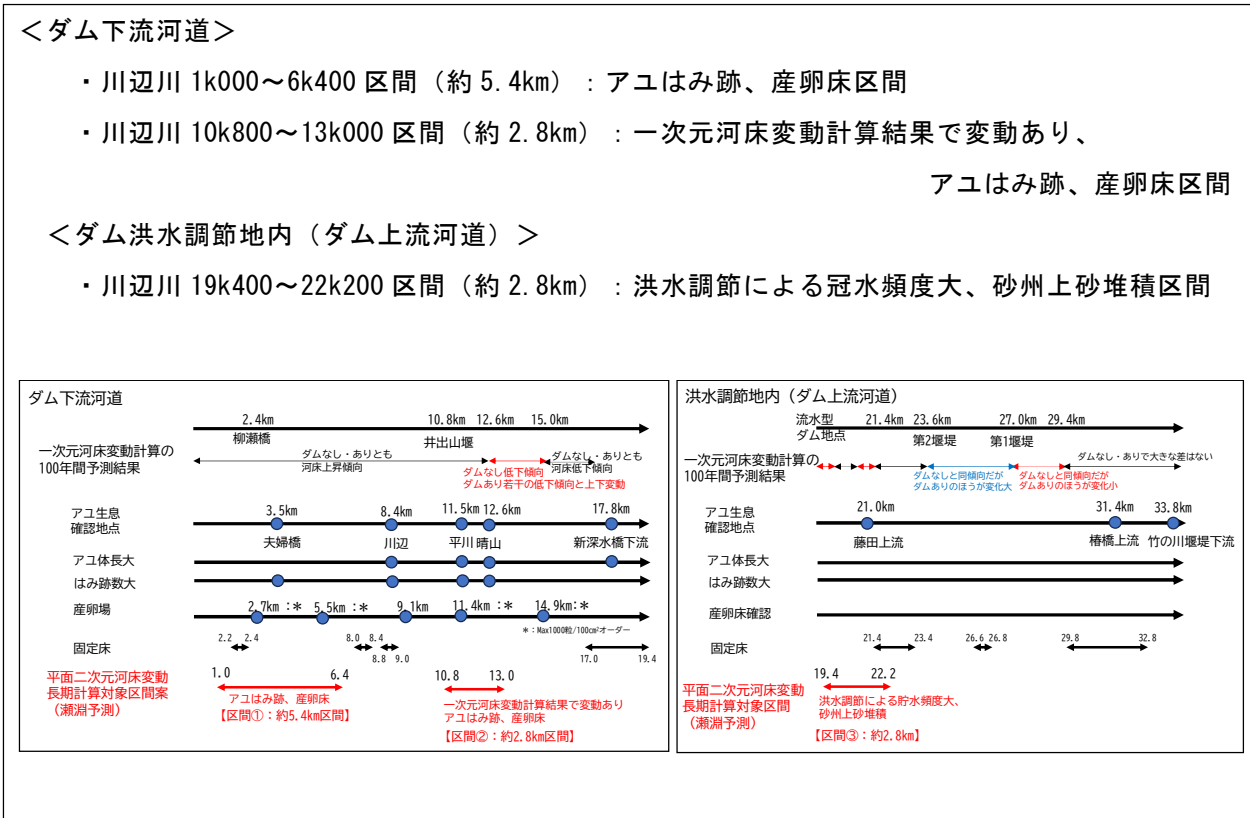 ＜ダム下流河道＞
・川辺川 1k000～6k400 区間（約 5.4km）：アユはみ跡、産卵床区間
・川辺川 10k800～13k000 区間（約 2.8km）：一次元河床変動計算結果で変動あり、
アユはみ跡、産卵床区間
＜ダム洪水調節地内（ダム上流河道）＞
・川辺川 19k400～22k200 区間（約 2.8km）：洪水調節による冠水頻度大、砂州上砂堆積区間
ダム下流河道
2.4km 10.8km 12.6km 15.0km
柳瀬橋 井出山堰
一次元河床変動計算の
100年間予測結果
ダムなし・ありとも
河床上昇傾向
ダムなし低下傾向
ダムあり若干の低下傾向と上下変動
ダムなし・ありとも
河床低下傾向
アユ生息
確認地点
3.5km 8.4km 11.5km 12.6km 17.8km
夫婦橋 川辺 平川 晴山 新深水橋下流
アユ体長大
はみ跡数大
産卵場
2.7km :* 5.5km :* 9.1km 11.4km :* 14.9km:*
*：Max1000粒/100cm²オーダー
固定床
2.2 2.4 8.0 8.4
8.8 9.0 17.0 19.4
平面二次元河床変動
長期計算対象区間案
（瀬淵予測）
1.0 6.4
アユはみ跡、産卵床
【区間①：約5.4km区間】
10.8 13.0
一次元河床変動計算結果で変動あり
アユはみ跡、産卵床
【区間②：約2.8km区間】
洪水調節地内（ダム上流河道）
流水型
ダム地点
21.4km 23.6km 27.0km 29.4km
第2堰堤 第1堰堤
一次元河床変動計算の
100年間予測結果
ダムなしと同傾向だが
ダムありのほうが変化大
ダムなしと同傾向だが
ダムありのほうが変化小
ダムなし・ありで大きな差はない
アユ生息
確認地点
21.0km 31.4km 33.8km
藤田上流 椿橋上流 竹の川堰堤下流
アユ体長大
はみ跡数大
産卵床確認
固定床
21.4 23.4 26.6 26.8 29.8 32.8
平面二次元河床変動
長期計算対象区間
（瀬淵予測）
19.4 22.2
洪水調節による貯水頻度大、
砂州上砂堆積
【区間③：約2.8km】